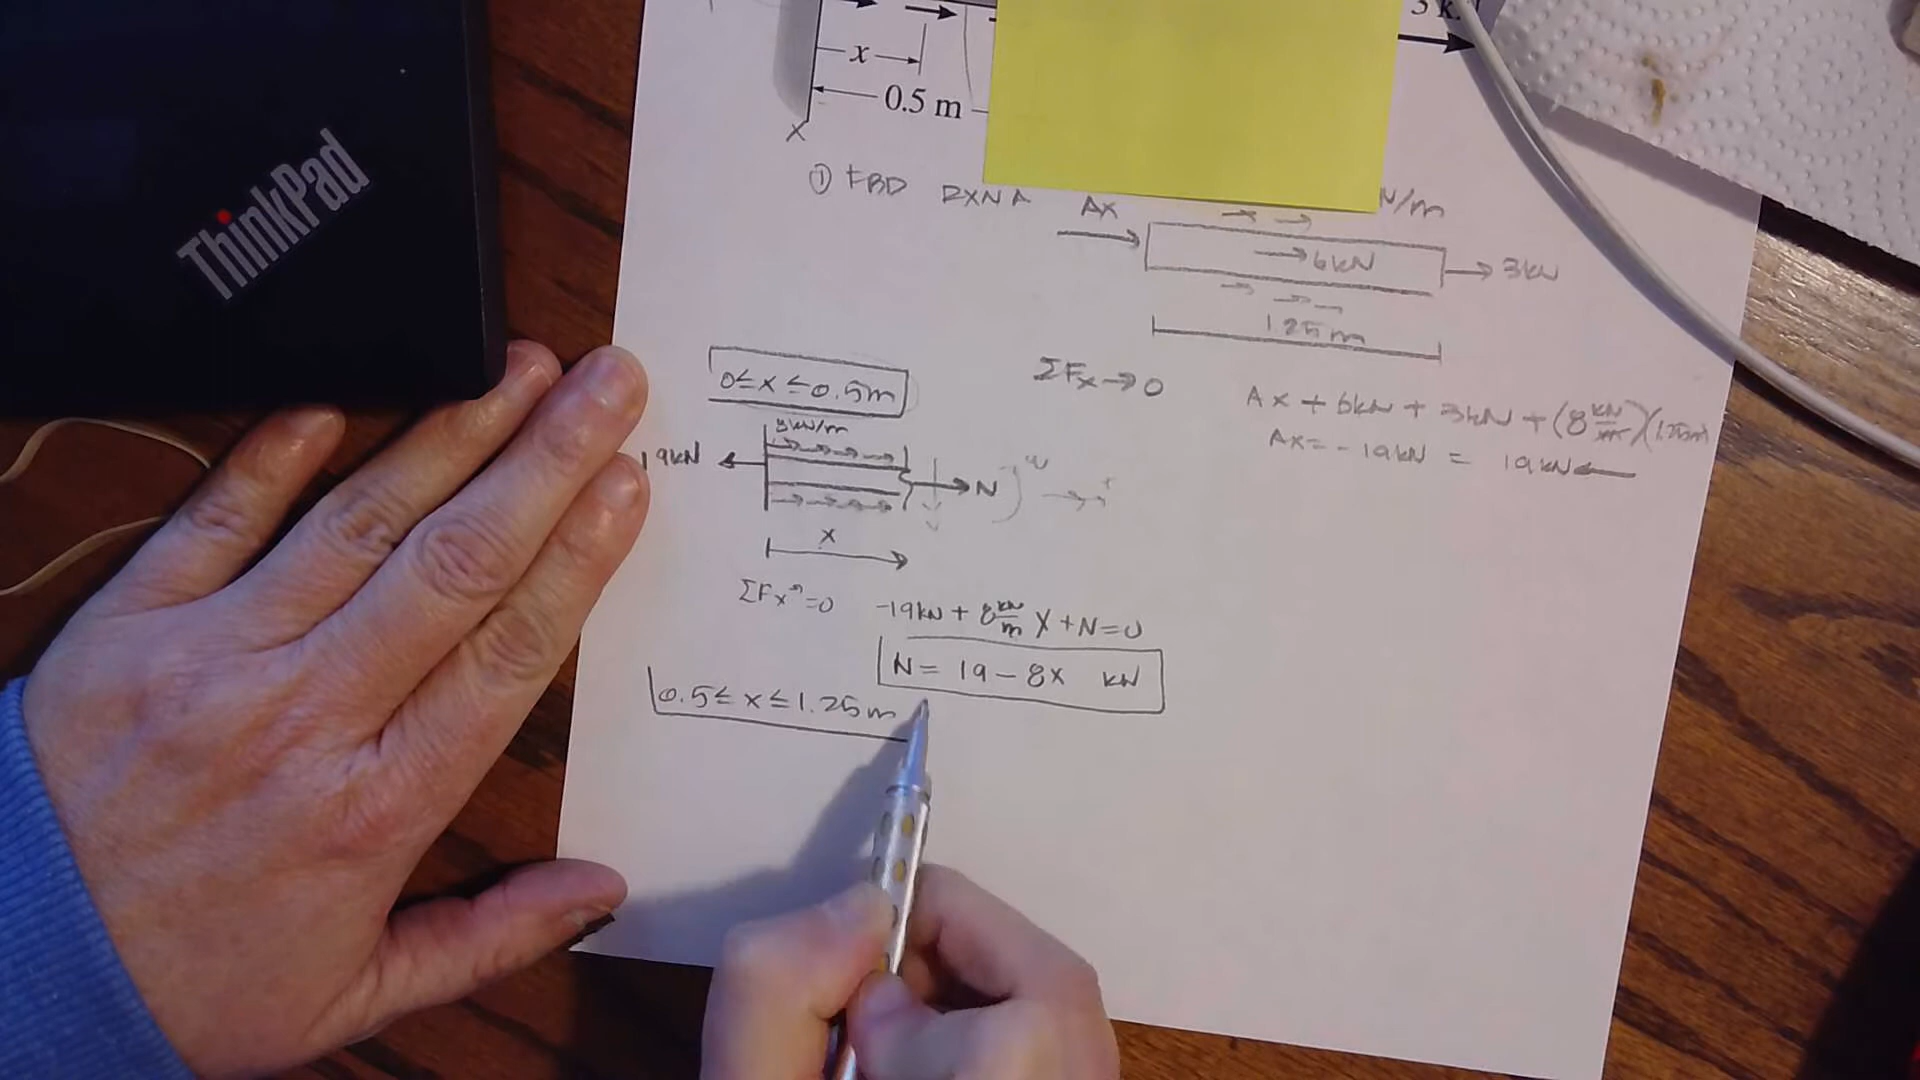 ThinkPad
x
0.5 m
X
① FBD RXN A
AX
N/m
6kN
3kN
1.25m
ΣFx→0
AX + 6kN + 3kN + (8 kN/m)(1.25m)
AX = -19kN = 19kN←
0≤x≤0.5m
8kN/m
19kN
N
x
ΣFx=0
-19kN + 8 kN/m X + N = 0
N = 19 - 8x kN
0.5≤x≤1.25m